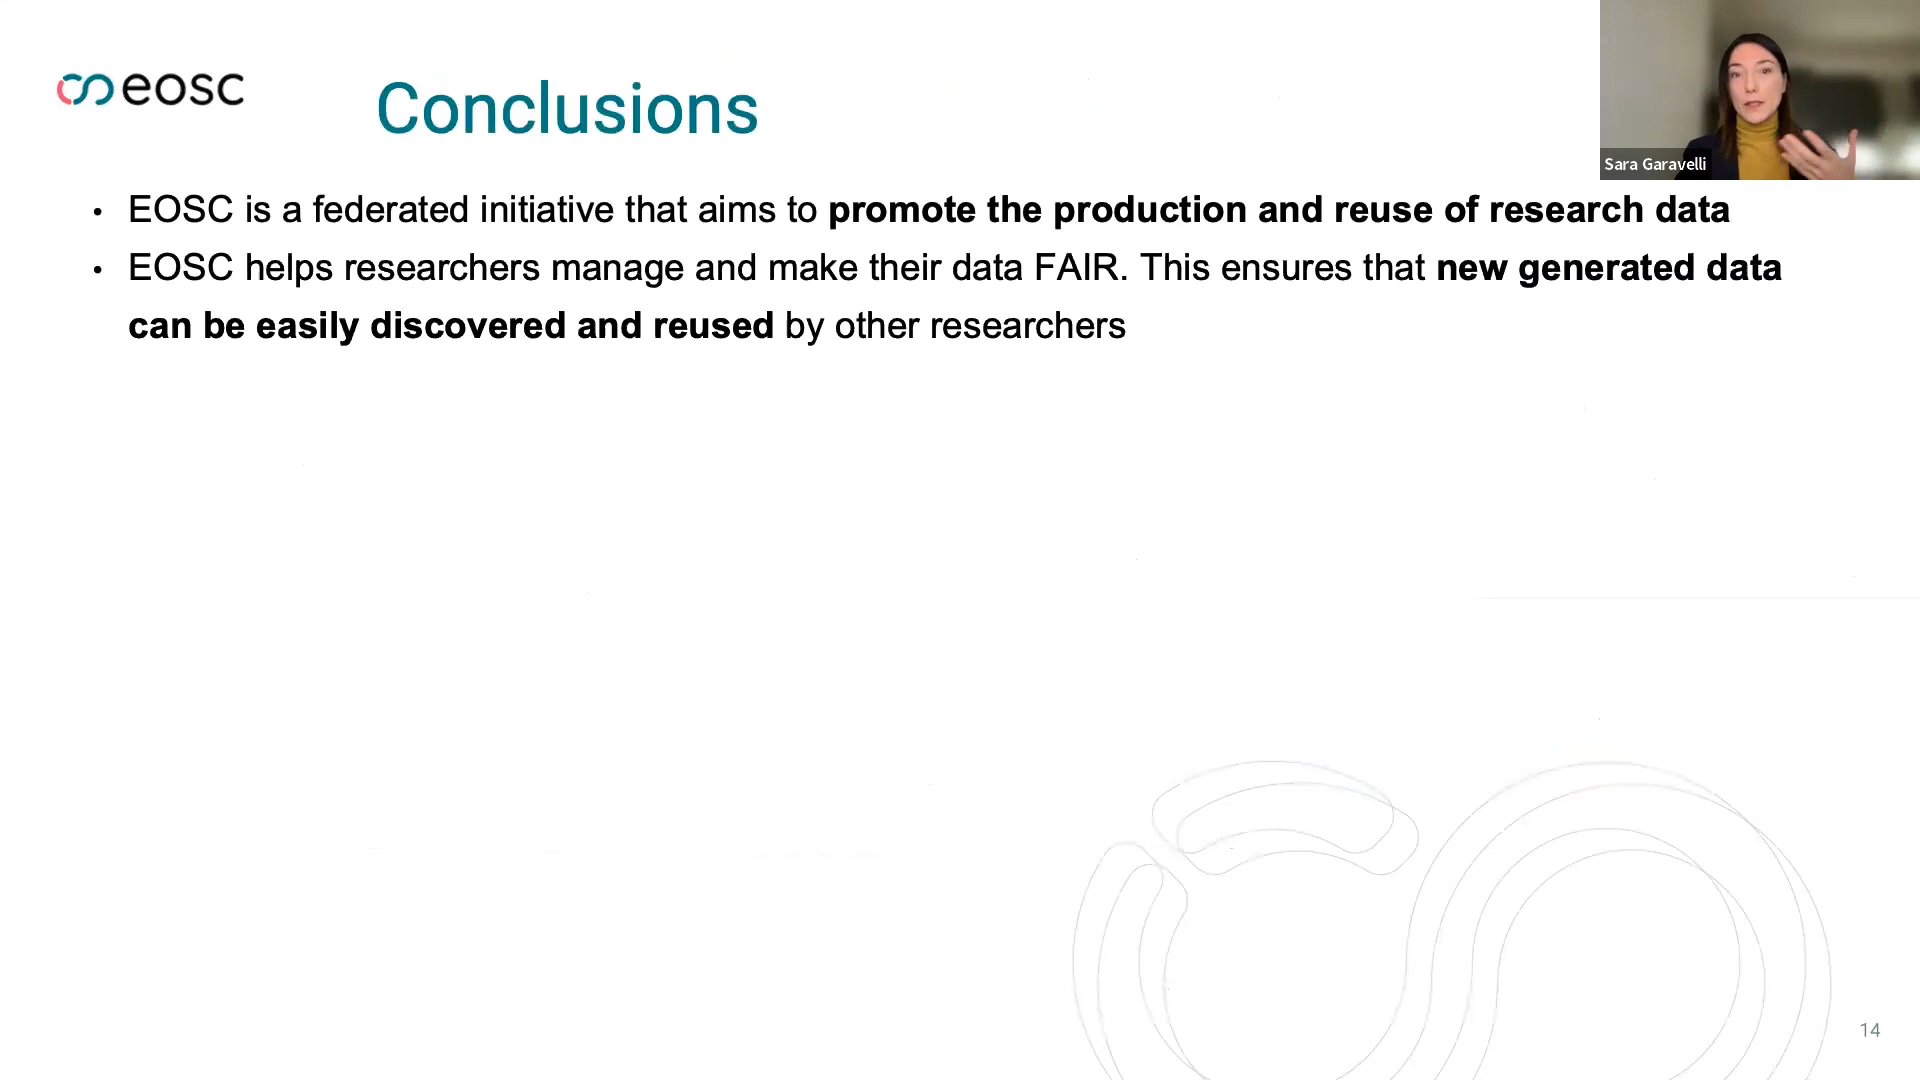 eosc
Conclusions
Sara Garavelli
• EOSC is a federated initiative that aims to promote the production and reuse of research data
• EOSC helps researchers manage and make their data FAIR. This ensures that new generated data
can be easily discovered and reused by other researchers
14